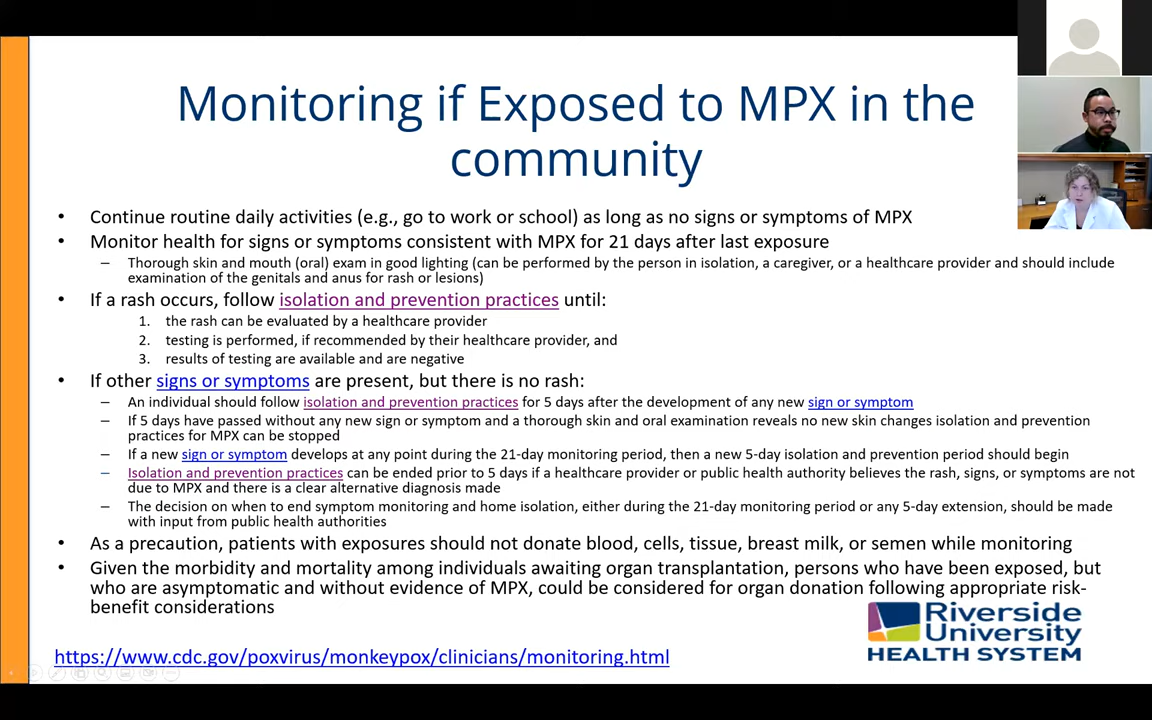 Monitoring if Exposed to MPX in the
community
• Continue routine daily activities (e.g., go to work or school) as long as no signs or symptoms of MPX
• Monitor health for signs or symptoms consistent with MPX for 21 days after last exposure
– Thorough skin and mouth (oral) exam in good lighting (can be performed by the person in isolation, a caregiver, or a healthcare provider and should include
examination of the genitals and anus for rash or lesions)
• If a rash occurs, follow isolation and prevention practices until:
1. the rash can be evaluated by a healthcare provider
2. testing is performed, if recommended by their healthcare provider, and
3. results of testing are available and are negative
• If other signs or symptoms are present, but there is no rash:
– An individual should follow isolation and prevention practices for 5 days after the development of any new sign or symptom
– If 5 days have passed without any new sign or symptom and a thorough skin and oral examination reveals no new skin changes isolation and prevention
practices for MPX can be stopped
– If a new sign or symptom develops at any point during the 21-day monitoring period, then a new 5-day isolation and prevention period should begin
– Isolation and prevention practices can be ended prior to 5 days if a healthcare provider or public health authority believes the rash, signs, or symptoms are not
due to MPX and there is a clear alternative diagnosis made
– The decision on when to end symptom monitoring and home isolation, either during the 21-day monitoring period or any 5-day extension, should be made
with input from public health authorities
• As a precaution, patients with exposures should not donate blood, cells, tissue, breast milk, or semen while monitoring
• Given the morbidity and mortality among individuals awaiting organ transplantation, persons who have been exposed, but
who are asymptomatic and without evidence of MPX, could be considered for organ donation following appropriate risk-
benefit considerations
Riverside
University
HEALTH SYSTEM
https://www.cdc.gov/poxvirus/monkeypox/clinicians/monitoring.html